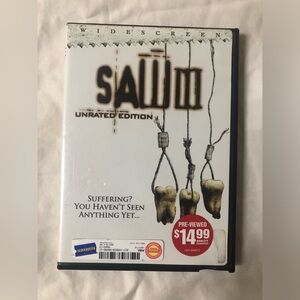 WIDESCREEN
SAW III
UNRATED EDITION
SUFFERING?
YOU HAVEN'T SEEN
ANYTHING YET...
PRE-VIEWED
$14.99